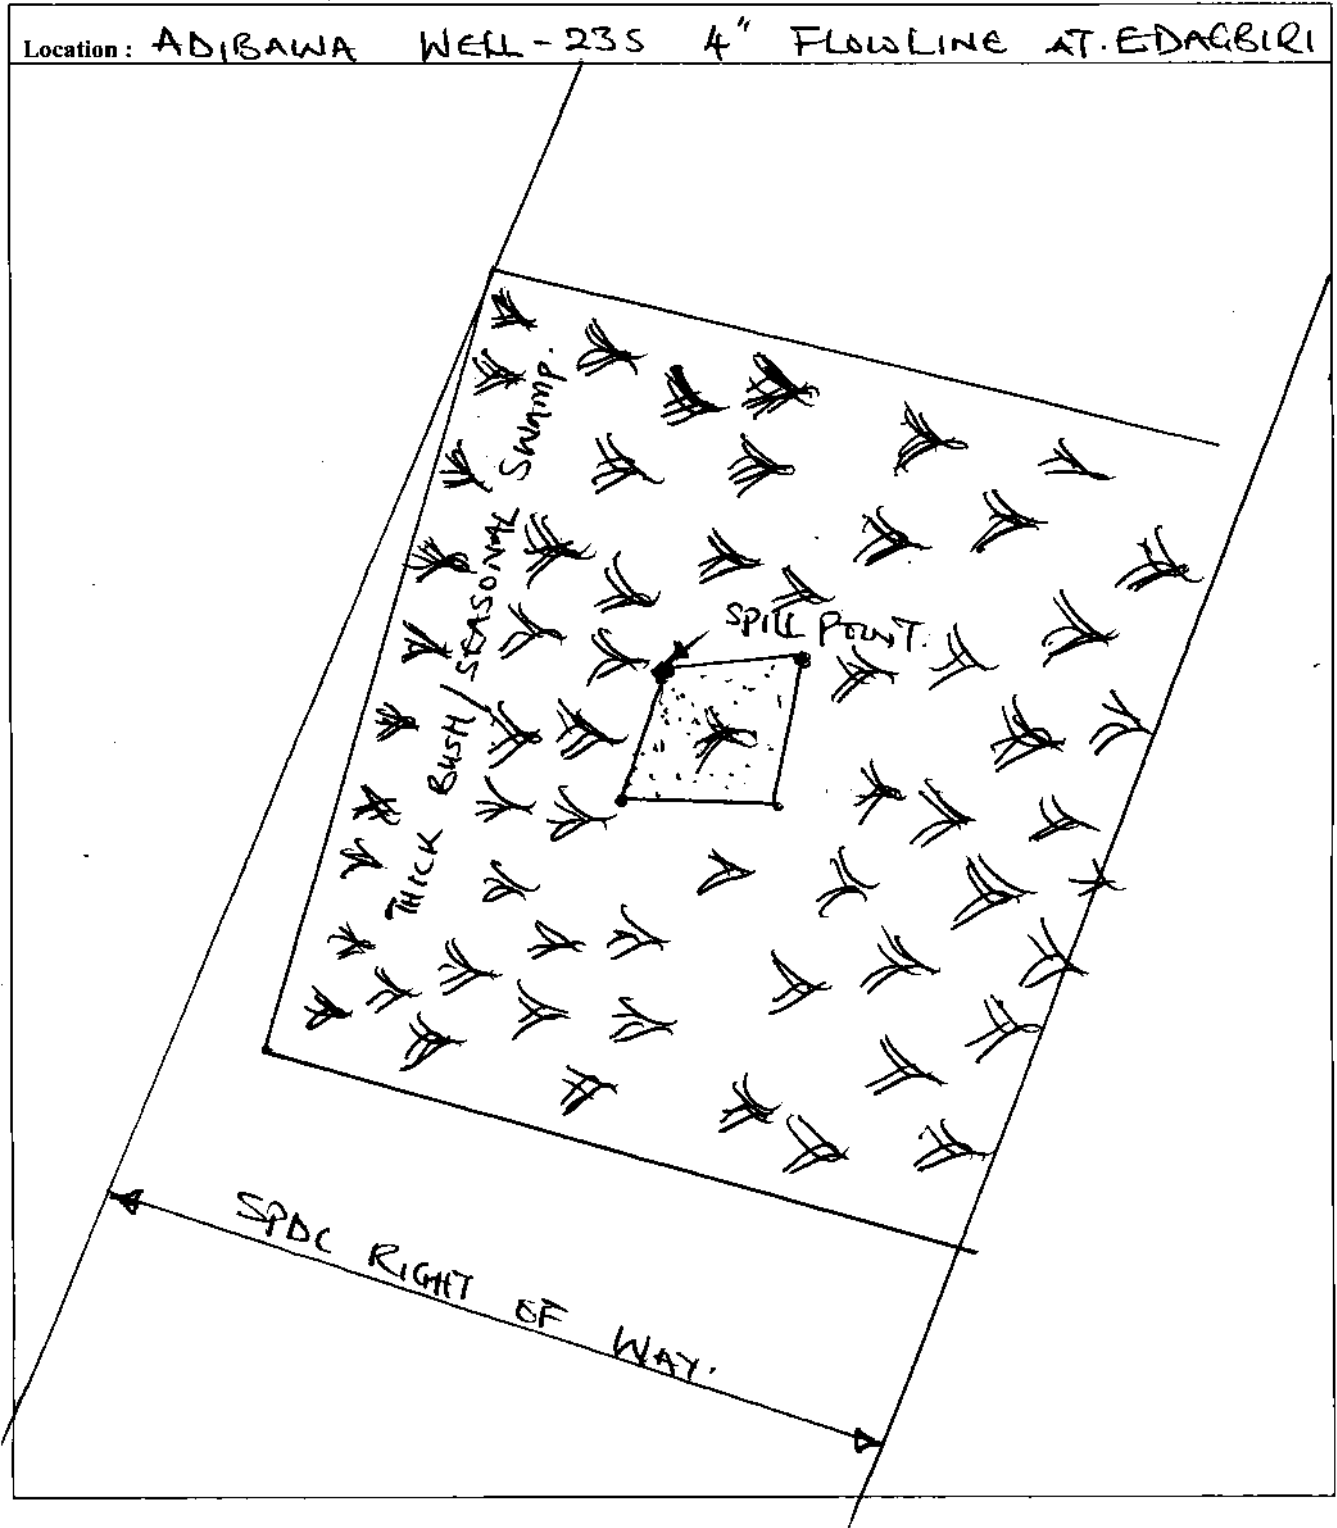 Location : ADIBAWA WELL-23S 4" FLOWLINE AT. EDAGBIRI
THICK BUSH / SEASONAL SWAMP.
SPILL POINT.
SPDC RIGHT OF WAY.